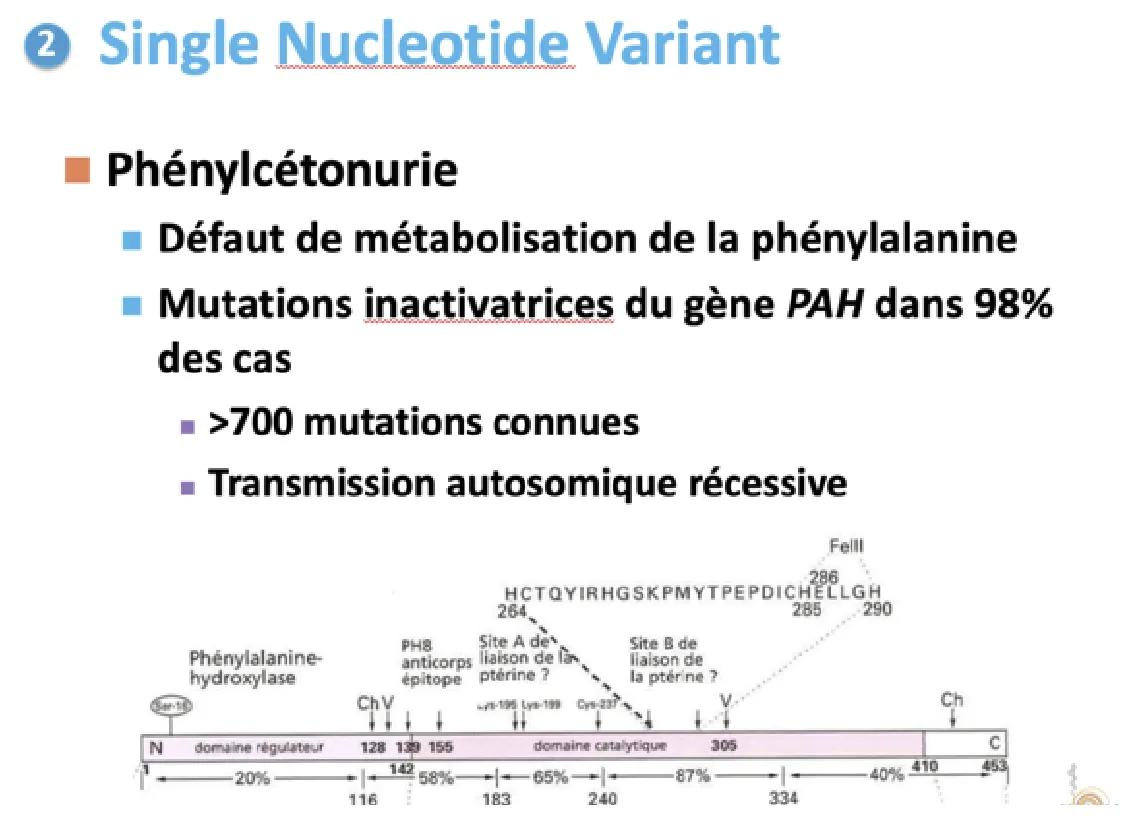 2 Single Nucleotide Variant
Phénylcétonurie
Défaut de métabolisation de la phénylalanine
Mutations inactivatrices du gène PAH dans 98%
des cas
>700 mutations connues
Transmission autosomique récessive
FeIII
286
HCTQYIRHGSKPMYTPEPDICHELLGH
264 285 290
Phénylalanine-
hydroxylase
PH8
anticorps
épitope
Site A de
liaison de la
ptérine ?
Site B de
liaison de
la ptérine ?
Ser-16 Ch V Lys-199 Cys-237 V Ch
N domaine régulateur 128 139 155 domaine catalytique 305 C
1 142 410 453
20% 58% 65% 87% 40%
116 183 240 334